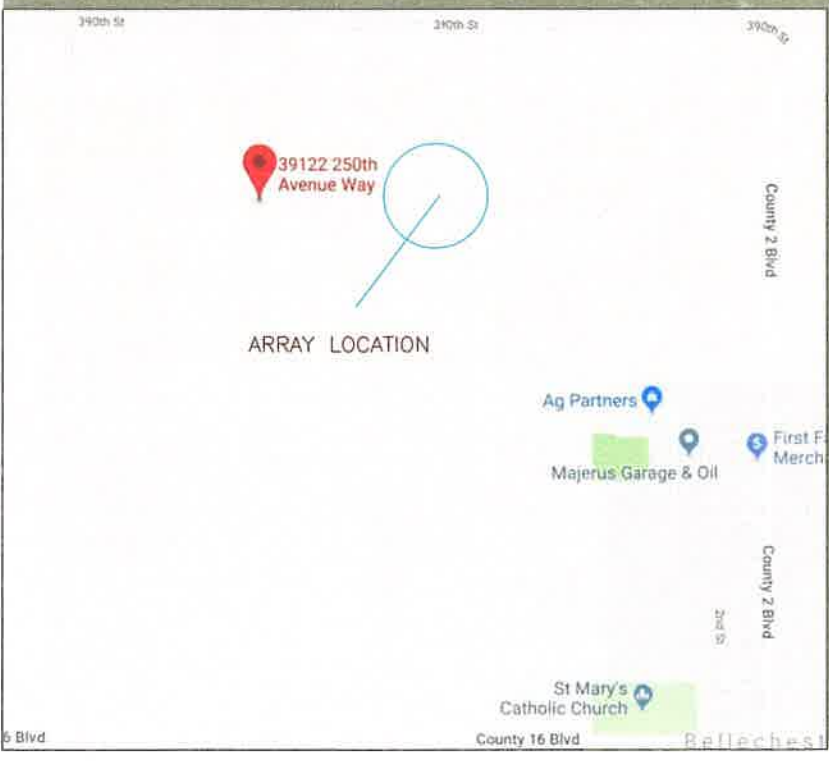 390th St
390th St
390th St
39122 250th
Avenue Way
County 2 Blvd
ARRAY LOCATION
Ag Partners
First F
Merch
Majerus Garage & Oil
County 2 Blvd
2nd St
St Mary's
Catholic Church
6 Blvd
County 16 Blvd
Bellechest